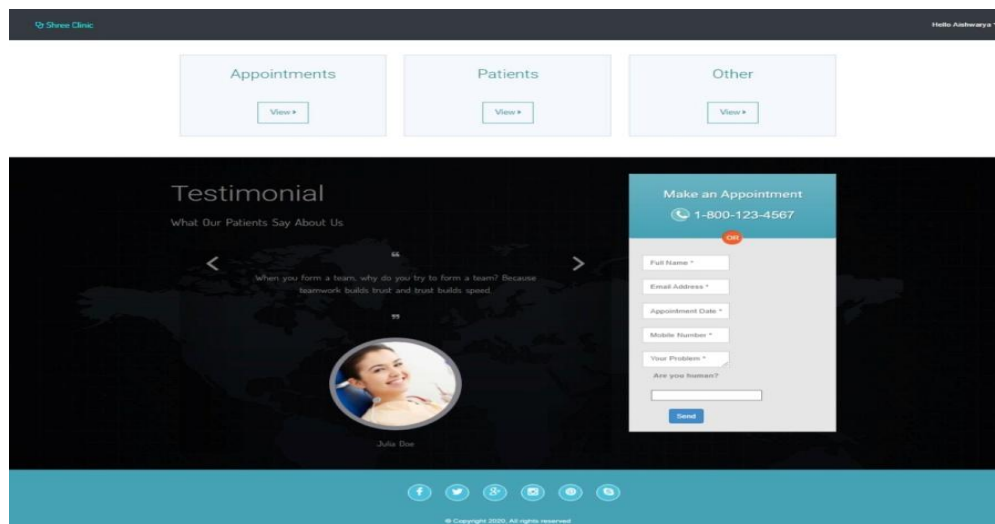 Shree Clinic
Hello Aishwarya
Appointments
View
Patients
View
Other
View
Testimonial
What Our Patients Say About Us
“
When you form a team, why do you try to form a team? Because
teamwork builds trust and trust builds speed.
”
Julia Doe
Make an Appointment
1-800-123-4567
OR
Full Name *
Email Address *
Appointment Date *
Mobile Number *
Your Problem *
Are you human?
Send
© Copyright 2020, All rights reserved